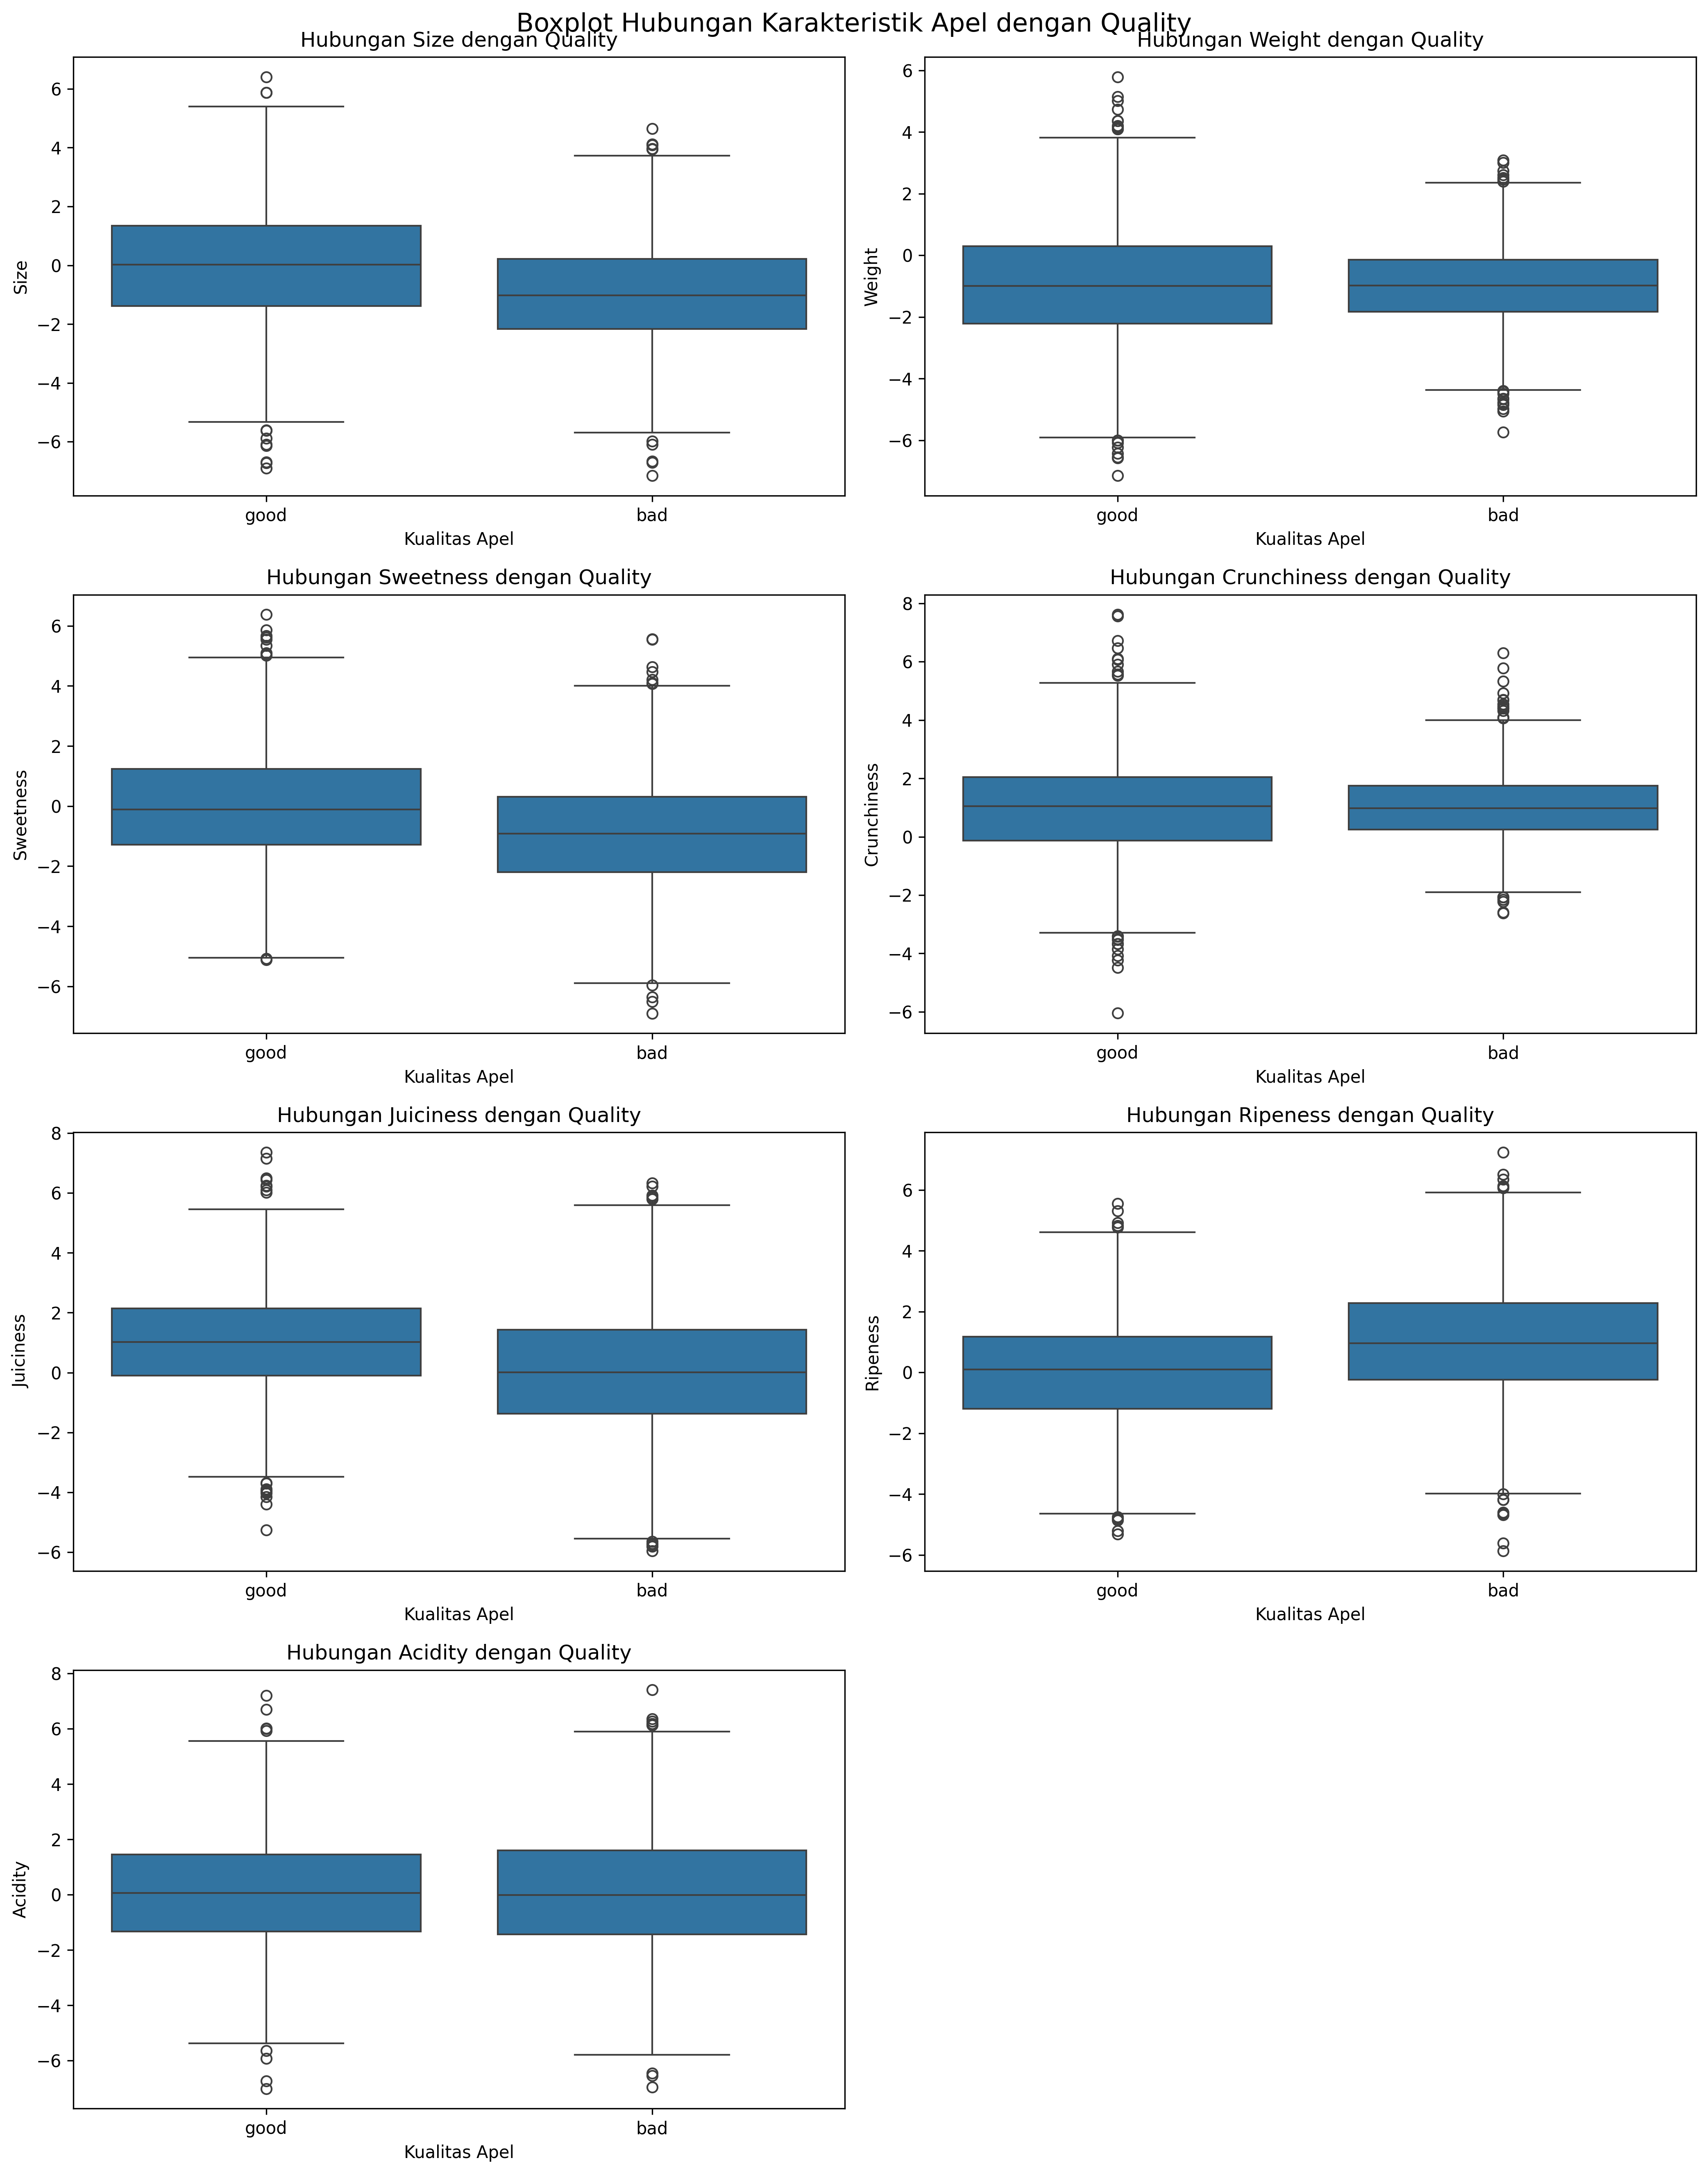 Boxplot Hubungan Karakteristik Apel dengan Quality
Hubungan Size dengan Quality
6
4
2
0
−2
−4
−6
Size
good
bad
Kualitas Apel
Hubungan Weight dengan Quality
6
4
2
0
−2
−4
−6
Weight
good
bad
Kualitas Apel
Hubungan Sweetness dengan Quality
6
4
2
0
−2
−4
−6
Sweetness
good
bad
Kualitas Apel
Hubungan Crunchiness dengan Quality
8
6
4
2
0
−2
−4
−6
Crunchiness
good
bad
Kualitas Apel
Hubungan Juiciness dengan Quality
8
6
4
2
0
−2
−4
−6
Juiciness
good
bad
Kualitas Apel
Hubungan Ripeness dengan Quality
6
4
2
0
−2
−4
−6
Ripeness
good
bad
Kualitas Apel
Hubungan Acidity dengan Quality
8
6
4
2
0
−2
−4
−6
Acidity
good
bad
Kualitas Apel